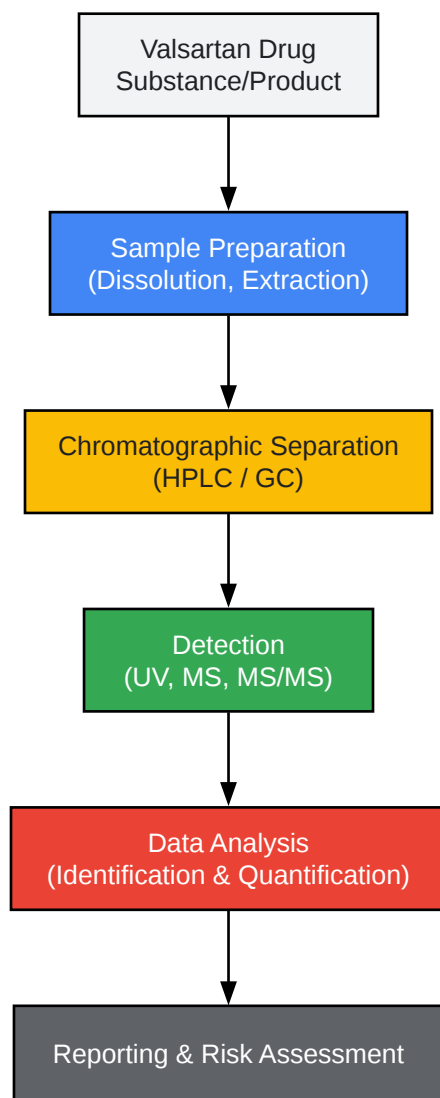 Valsartan Drug
Substance/Product
Sample Preparation
(Dissolution, Extraction)
Chromatographic Separation
(HPLC / GC)
Detection
(UV, MS, MS/MS)
Data Analysis
(Identification & Quantification)
Reporting & Risk Assessment